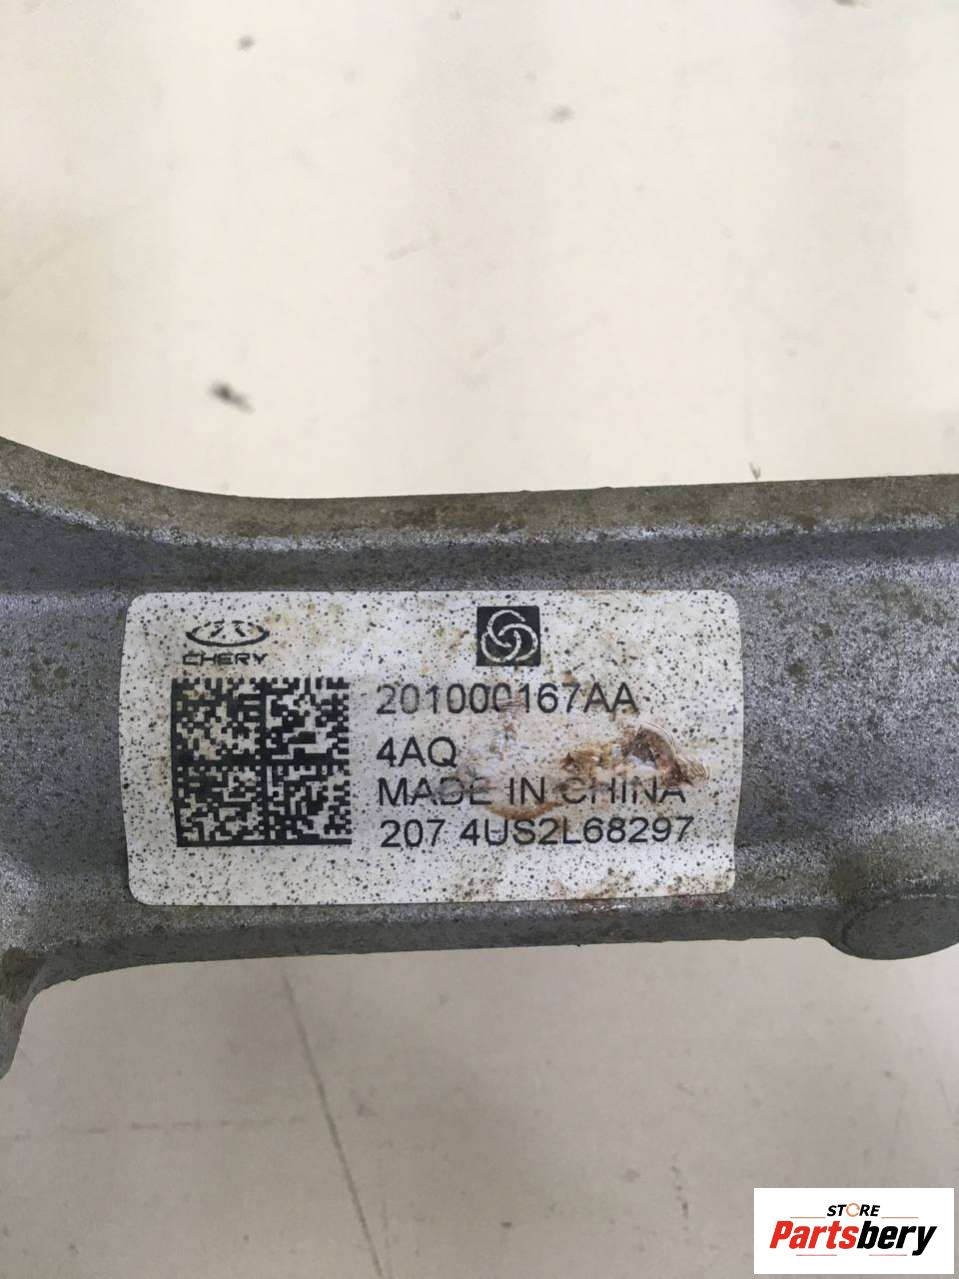 CHERY
201000167AA
4AQ
MADE IN CHINA
207 4US2L68297
STORE
Partsbery